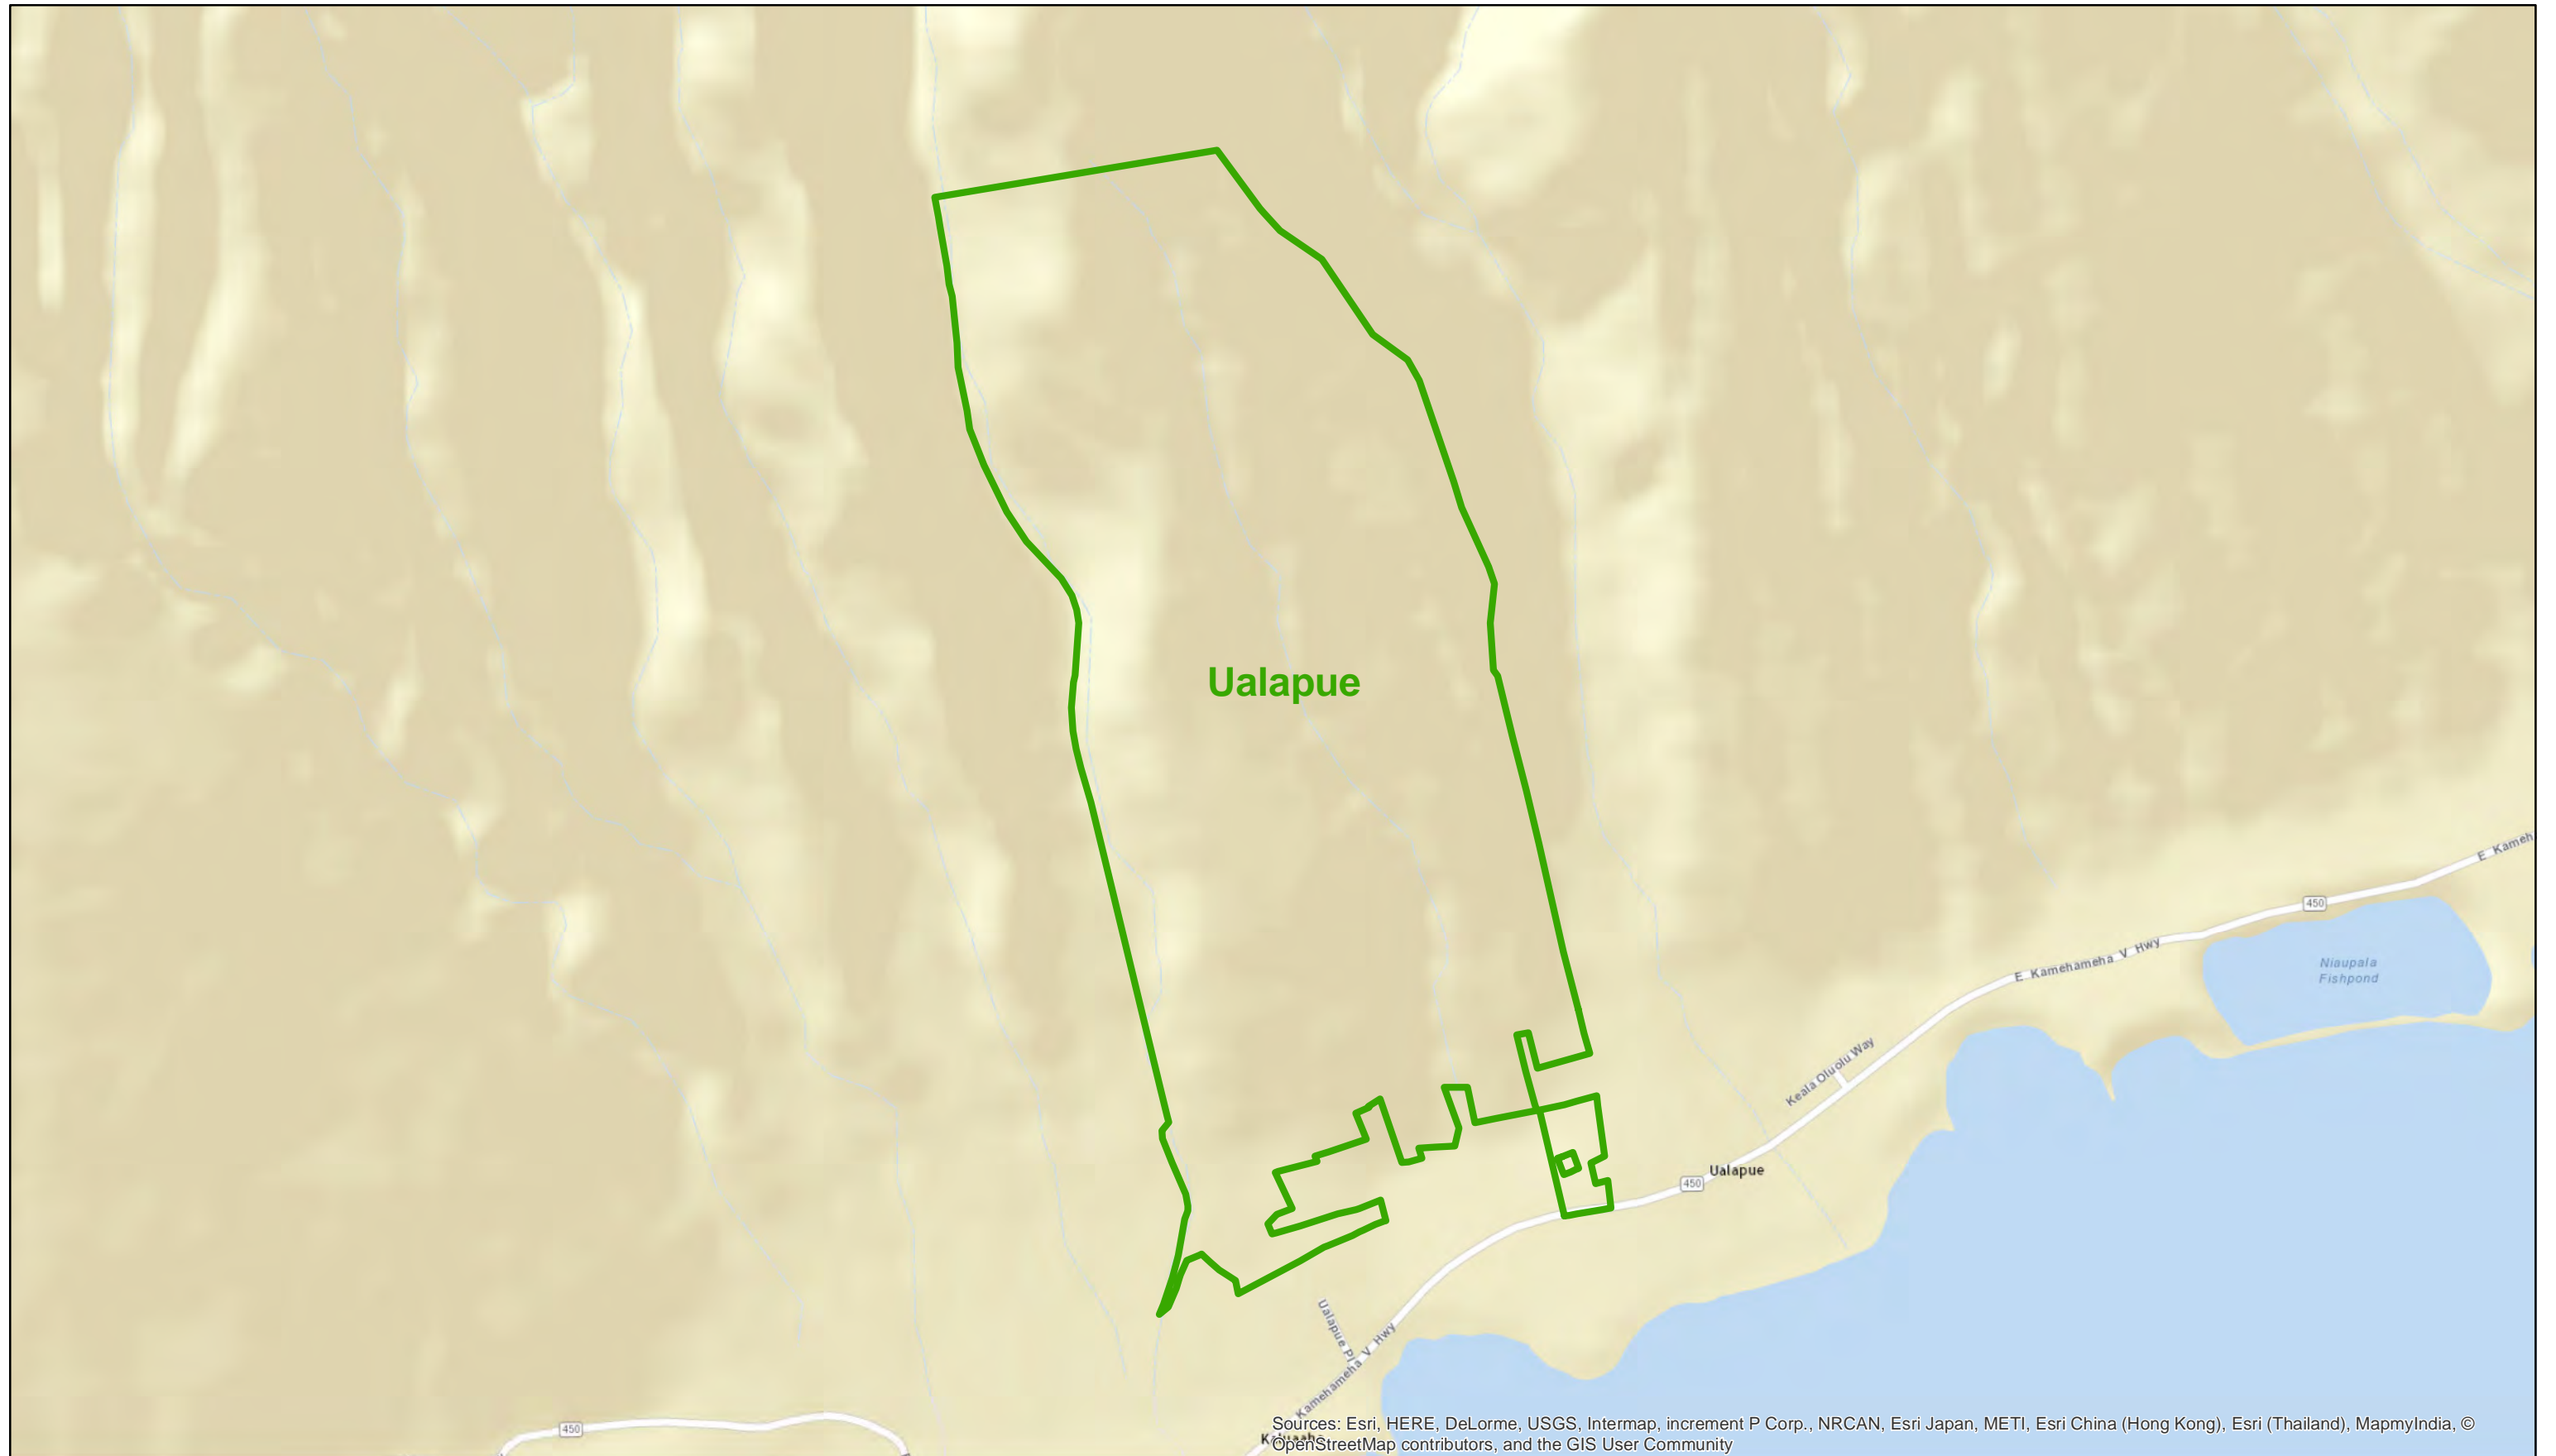 Ualapue
E Kameh
450
Niaupala
Fishpond
E Kamehameha V Hwy
Keala Oluolu Way
Ualapue
450
Ualapue Pl
Kamehameha V Hwy
450
Sources: Esri, HERE, DeLorme, USGS, Intermap, increment P Corp., NRCAN, Esri Japan, METI, Esri China (Hong Kong), Esri (Thailand), MapmyIndia, ©
OpenStreetMap contributors, and the GIS User Community